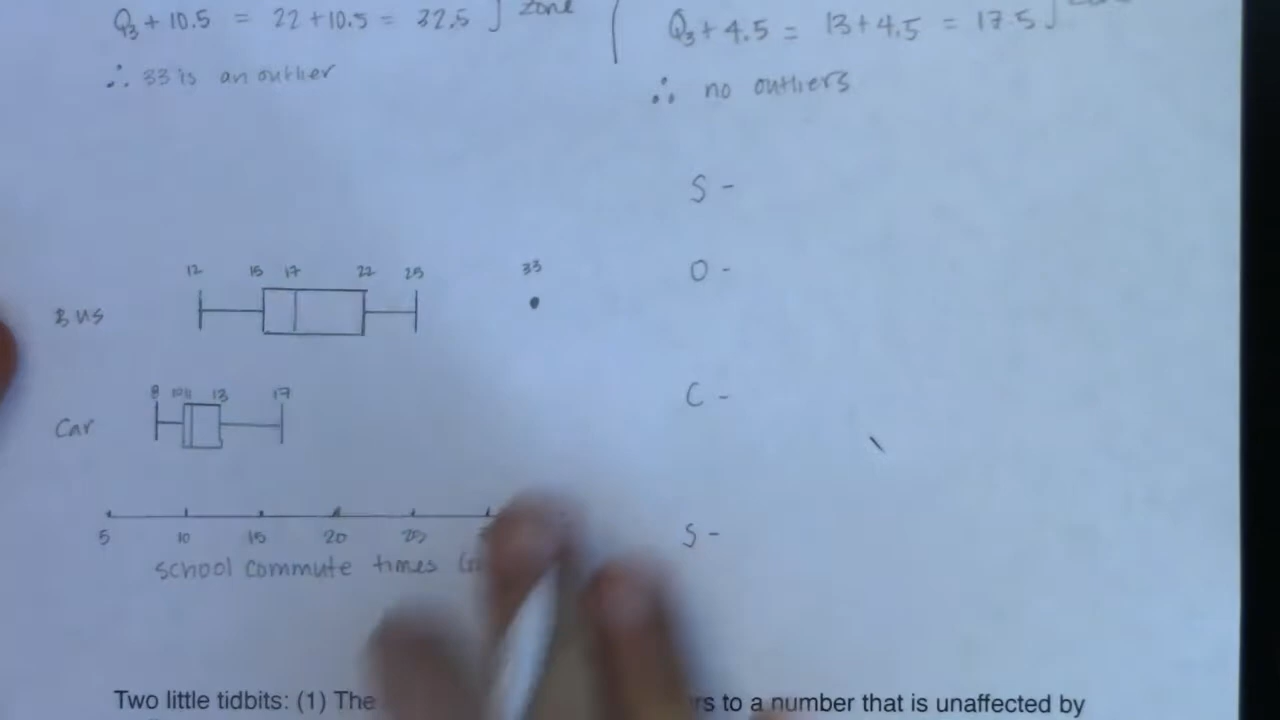 Q3 + 10.5 = 22 + 10.5 = 32.5 ] zone
∴ 33 is an outlier
Q3 + 4.5 = 13 + 4.5 = 17.5 ]
∴ no outliers
S -
O -
C -
S -
12 15 17 22 25 33
Bus
8 10 11 13 17
Car
5 10 15 20 25
school commute times
Two little tidbits: (1) The
to a number that is unaffected by